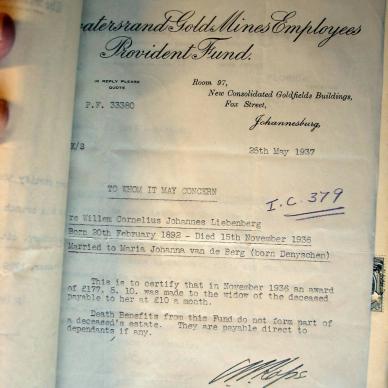 watersrand Gold Mines Employees
Provident Fund.
IN REPLY PLEASE
QUOTE
P.F. 33380
Room 97,
New Consolidated Goldfields Buildings,
Fox Street,
Johannesburg,
K/S
25th May 1937
TO WHOM IT MAY CONCERN
I.C. 379
re Willem Cornelius Johannes Liebenberg
Born 20th February 1892 - Died 15th November 1936
Married to Maria Johanna van de Berg (born Denyschen)
This is to certify that in November 1936 an award
of £177. 5. 10. was made to the widow of the deceased
payable to her at £10 a month.
Death Benefits from this Fund do not form part of
a deceased's estate. They are payable direct to
dependants if any.